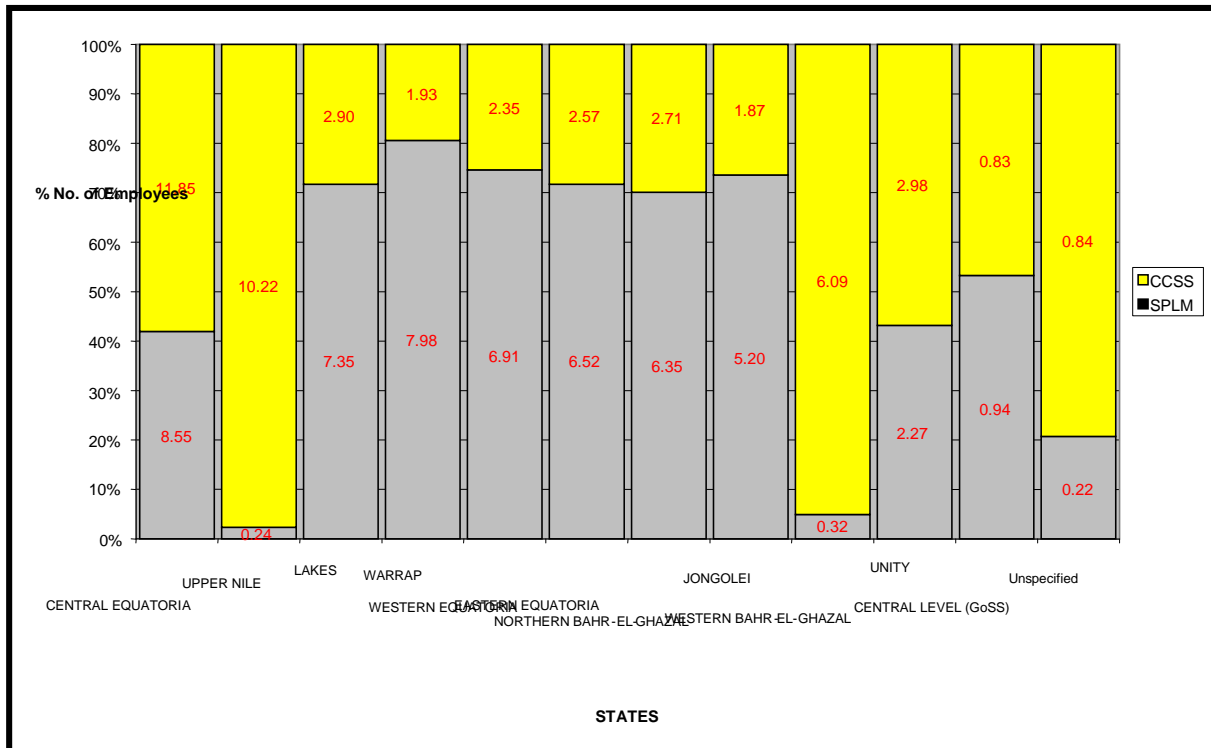 100%
90%
80%
70%
60%
50%
40%
30%
20%
10%
0%
% No. of Employees
11.85
10.22
2.90
1.93
2.35
2.57
2.71
1.87
6.09
2.98
0.83
0.84
8.55
0.24
7.35
7.98
6.91
6.52
6.35
5.20
0.32
2.27
0.94
0.22
CCSS
SPLM
CENTRAL EQUATORIA
UPPER NILE
LAKES
WARRAP
WESTERN EQUATORIA
EASTERN EQUATORIA
NORTHERN BAHR-EL-GHAZAL
JONGOLEI
WESTERN BAHR-EL-GHAZAL
UNITY
CENTRAL LEVEL (GoSS)
Unspecified
STATES